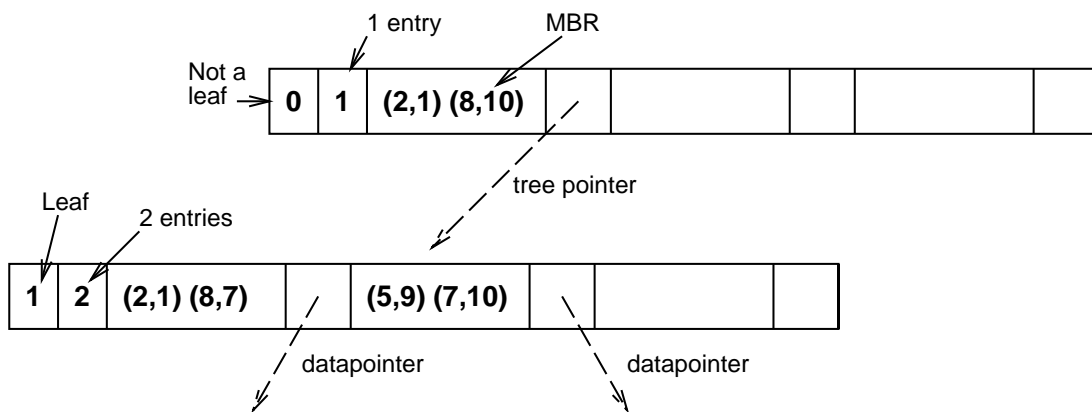 1 entry
MBR
Not a
leaf
0 1 (2,1) (8,10)
tree pointer
Leaf
2 entries
1 2 (2,1) (8,7) (5,9) (7,10)
datapointer datapointer